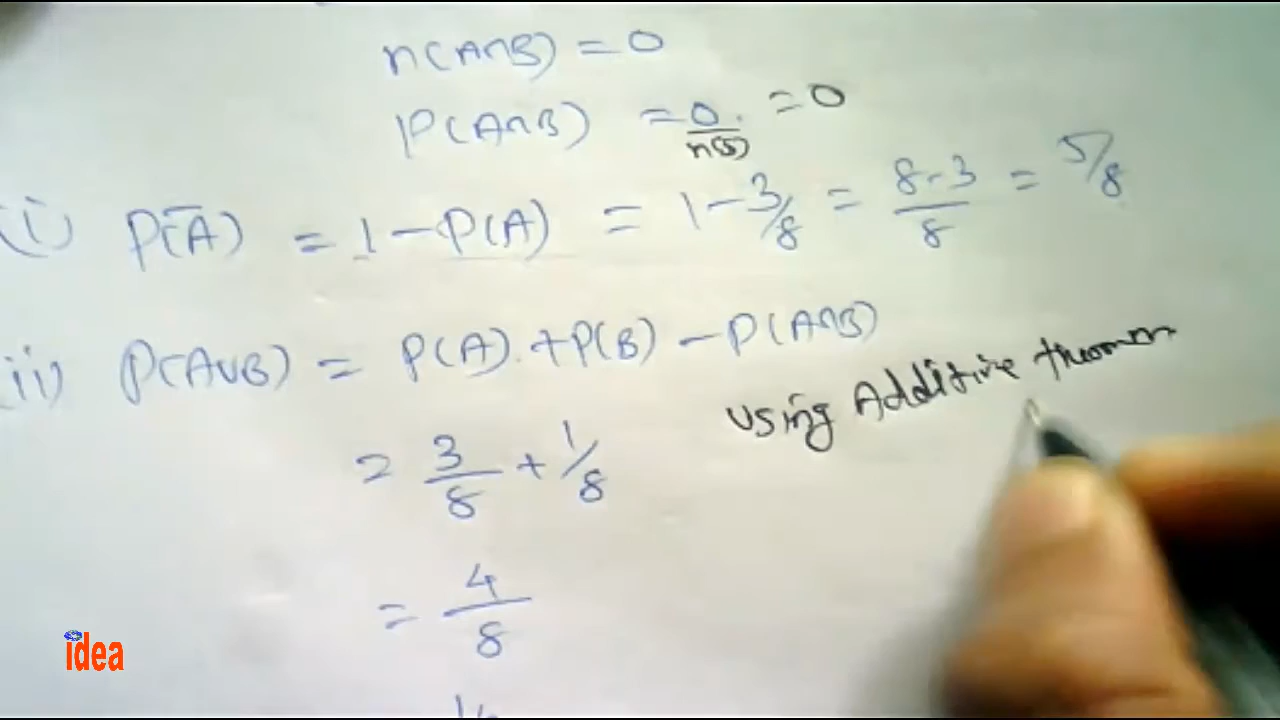 n(A∩B) = 0
P(A∩B) = 0/n(S) = 0
(i) P(Ā) = 1 - P(A) = 1 - 3/8 = 8-3/8 = 5/8
(ii) P(A∪B) = P(A) + P(B) - P(A∩B)
Using Additive
= 3/8 + 1/8
= 4/8
idea